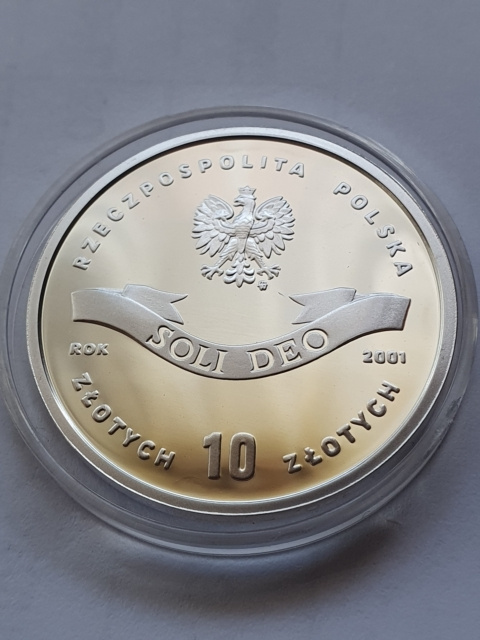 RZECZPOSPOLITA POLSKA
SOLI DEO
ROK 2001
ZŁOTYCH 10 ZŁOTYCH